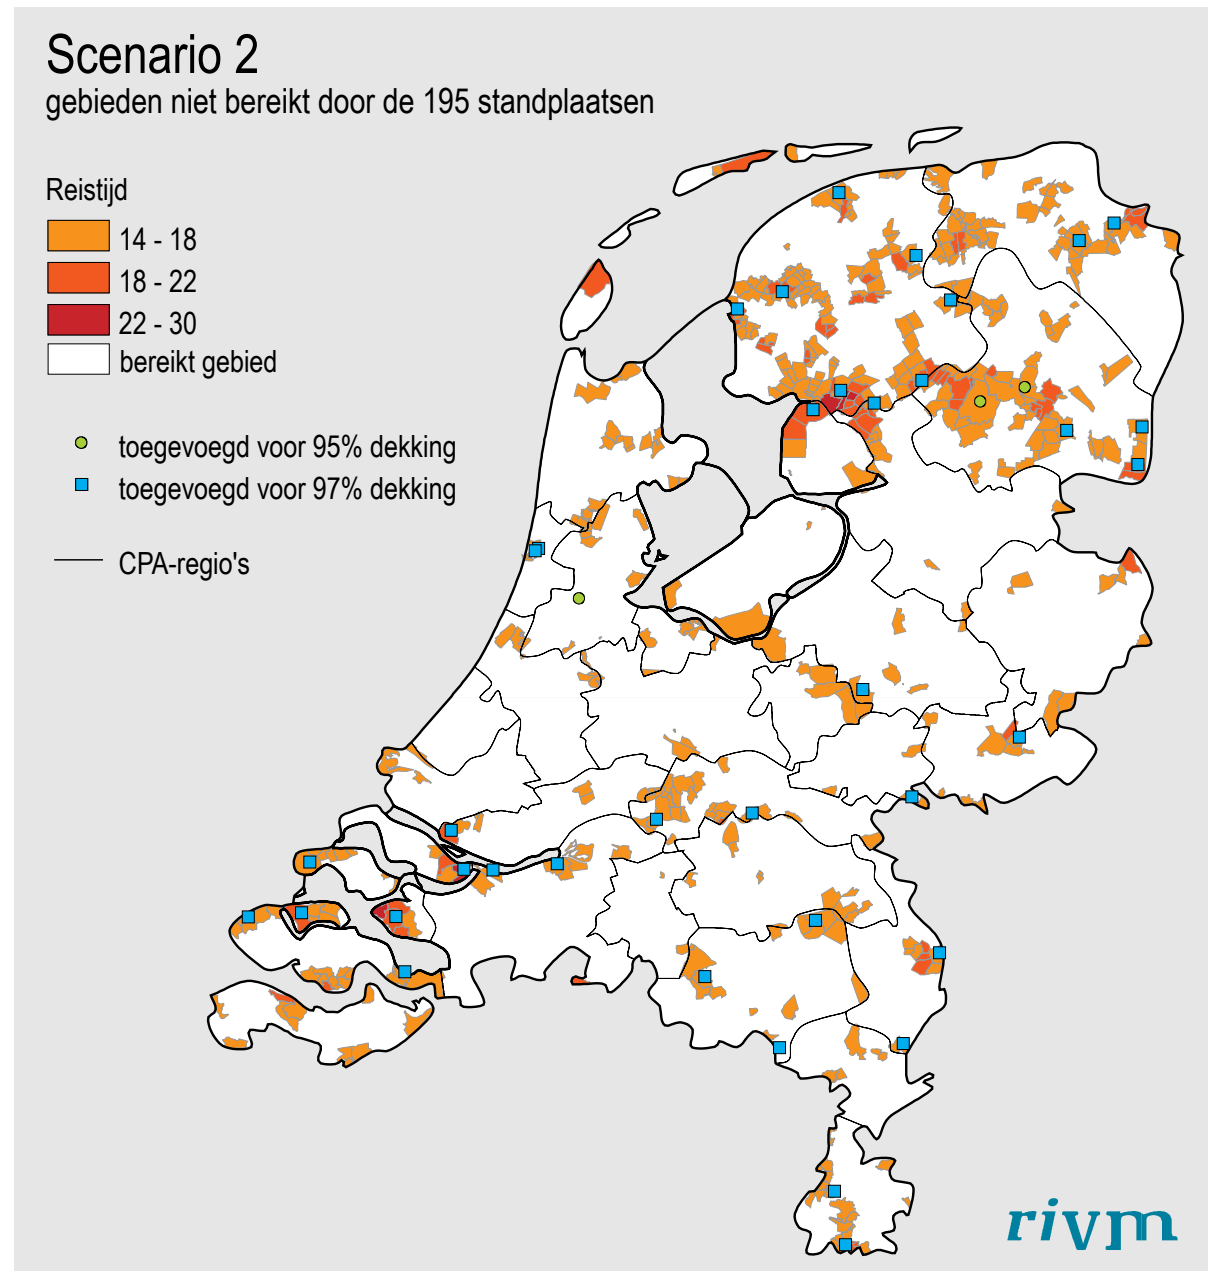 Scenario 2
gebieden niet bereikt door de 195 standplaatsen
Reistijd
14 - 18
18 - 22
22 - 30
bereikt gebied
toegevoegd voor 95% dekking
toegevoegd voor 97% dekking
CPA-regio's
rivm